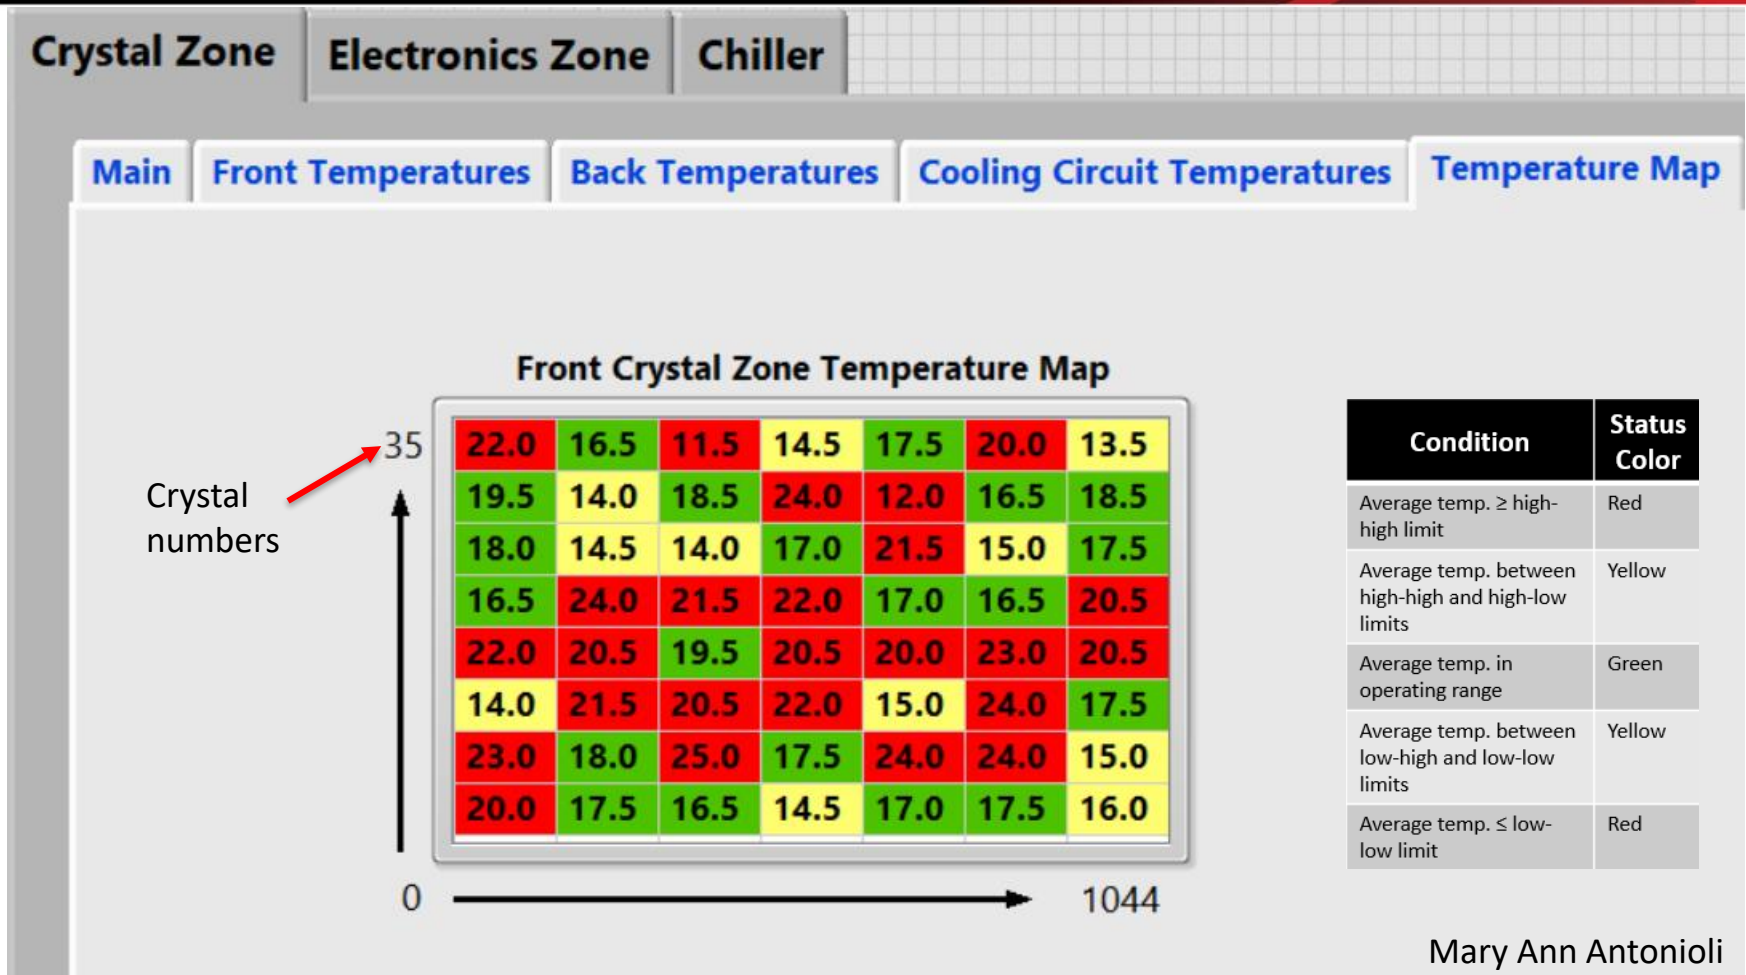 Crystal Zone Electronics Zone Chiller
Main Front Temperatures Back Temperatures Cooling Circuit Temperatures Temperature Map
Front Crystal Zone Temperature Map
35
Crystal
numbers
22.0 16.5 11.5 14.5 17.5 20.0 13.5
19.5 14.0 18.5 24.0 12.0 16.5 18.5
18.0 14.5 14.0 17.0 21.5 15.0 17.5
16.5 24.0 21.5 22.0 17.0 16.5 20.5
22.0 20.5 19.5 20.5 20.0 23.0 20.5
14.0 21.5 20.5 22.0 15.0 24.0 17.5
23.0 18.0 25.0 17.5 24.0 24.0 15.0
20.0 17.5 16.5 14.5 17.0 17.5 16.0
0 1044
Condition
Status
Color
Average temp. ≥ high-
high limit
Red
Average temp. between
high-high and high-low
limits
Yellow
Average temp. in
operating range
Green
Average temp. between
low-high and low-low
limits
Yellow
Average temp. ≤ low-
low limit
Red
Mary Ann Antonioli